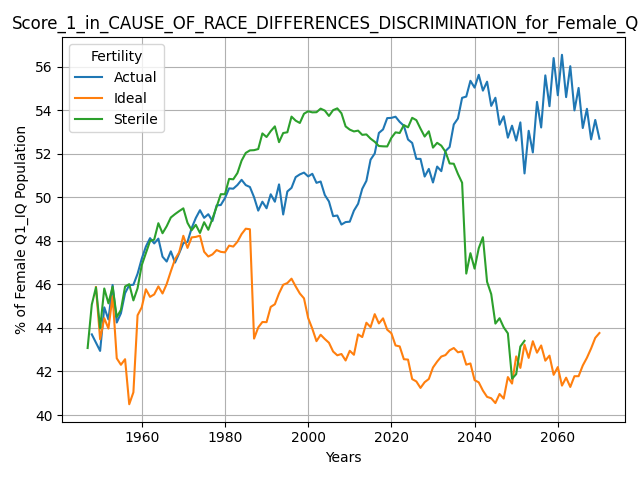 Score_1_in_CAUSE_OF_RACE_DIFFERENCES_DISCRIMINATION_for_Female_Q
Fertility
Actual
Ideal
Sterile
% of Female Q1_IQ Population
56
54
52
50
48
46
44
42
40
1960
1980
2000
2020
2040
2060
Years